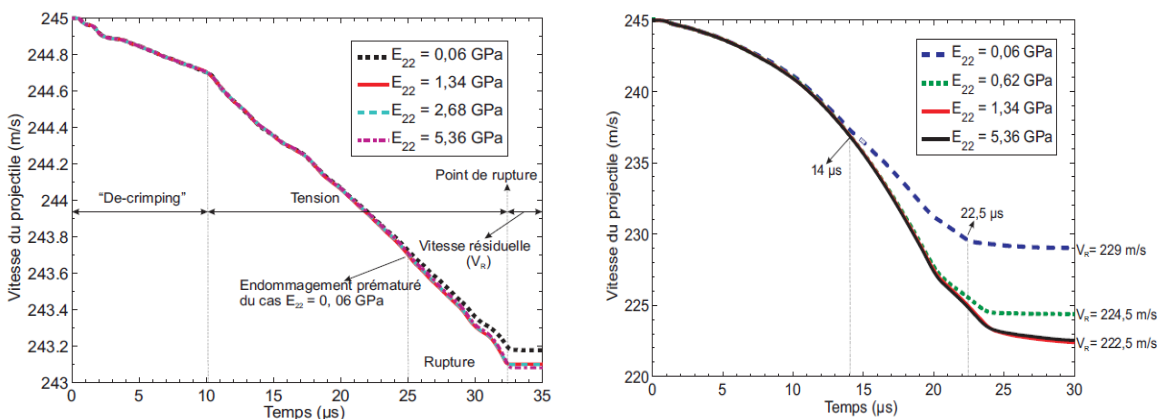 245
244.8
244.6
244.4
244.2
244
243.8
243.6
243.4
243.2
243
Vitesse du projectile (m/s)
E22 = 0,06 GPa
E22 = 1,34 GPa
E22 = 2,68 GPa
E22 = 5,36 GPa
Point de rupture
"De-crimping"
Tension
Vitesse résiduelle
(VR)
Endommagement prématuré
du cas E22 = 0, 06 GPa
Rupture
0 5 10 15 20 25 30 35
Temps (µs)
245
240
235
230
225
220
Vitesse du projectile (m/s)
E22 = 0,06 GPa
E22 = 0,62 GPa
E22 = 1,34 GPa
E22 = 5,36 GPa
14 µs
22,5 µs
VR= 229 m/s
VR= 224,5 m/s
VR= 222,5 m/s
0 5 10 15 20 25 30
Temps (µs)